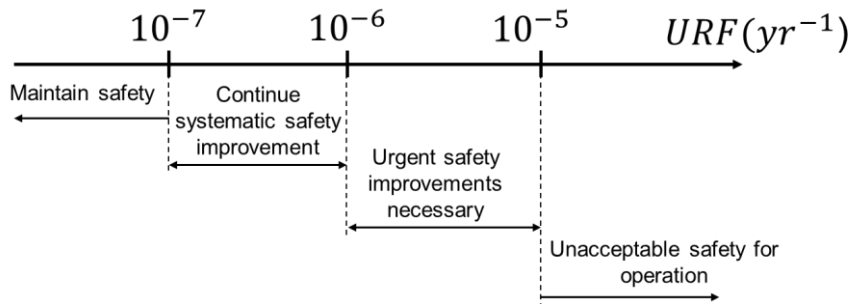 10⁻⁷ 10⁻⁶ 10⁻⁵ URF(yr⁻¹)
Maintain safety
Continue
systematic safety
improvement
Urgent safety
improvements
necessary
Unacceptable safety for
operation